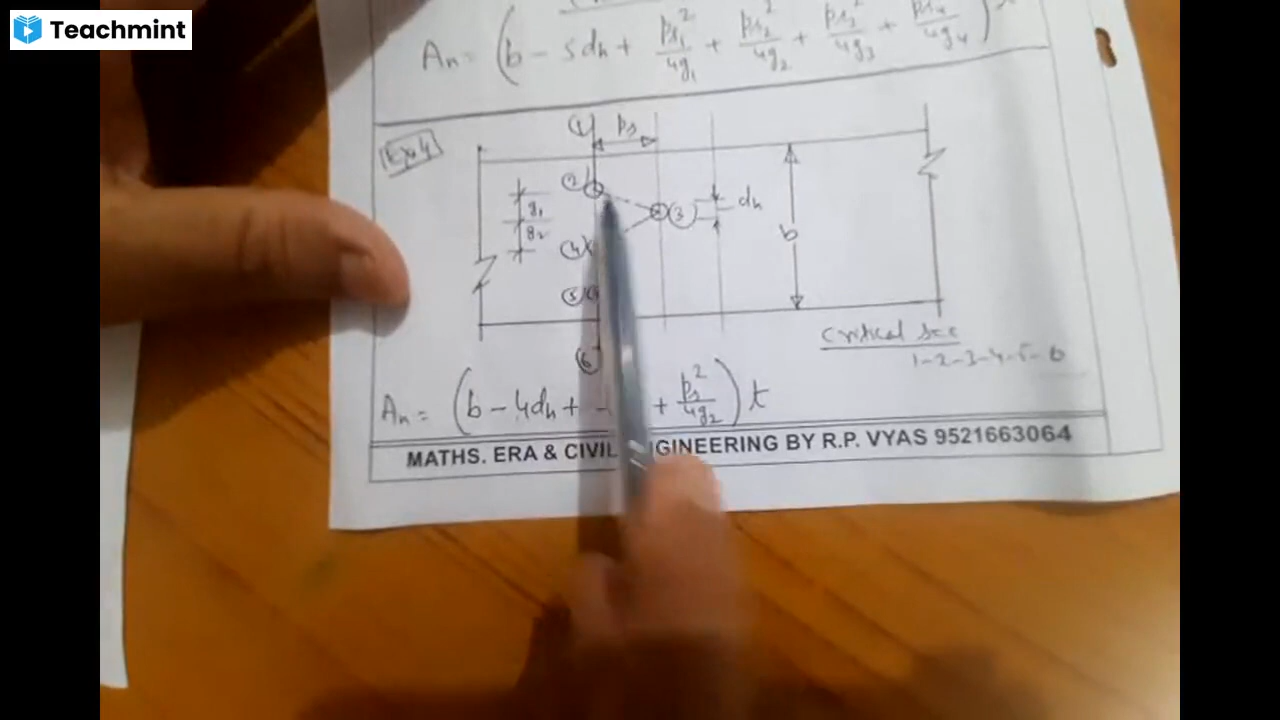 Teachmint
An = (b - 5dh + ps₁²/4g₁ + ps₂²/4g₂ + ps₃²/4g₃ + ps₄²/4g₄)
Ex.4
(1)
ps
(2)
g₁
(3)
dh
g₂
(4)
b
(5)
Critical Sec
1-2-3-4-5-6
(6)
An = (b - 4dh + + ps²/4g₂) t
MATHS. ERA & CIVIL GINEERING BY R.P. VYAS 9521663064